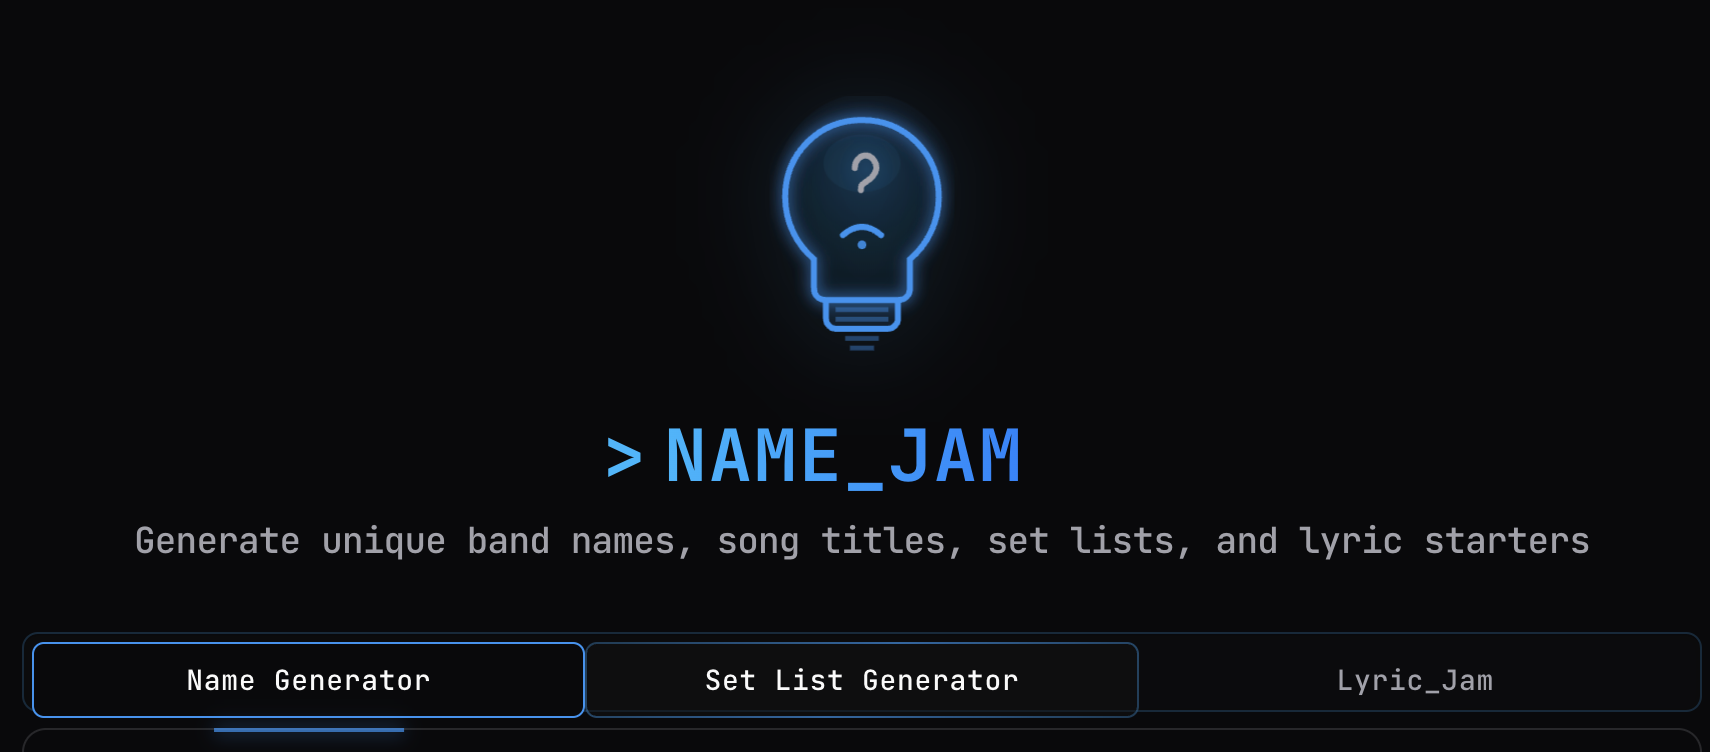 ?
> NAME_JAM
Generate unique band names, song titles, set lists, and lyric starters
Name Generator
Set List Generator
Lyric_Jam